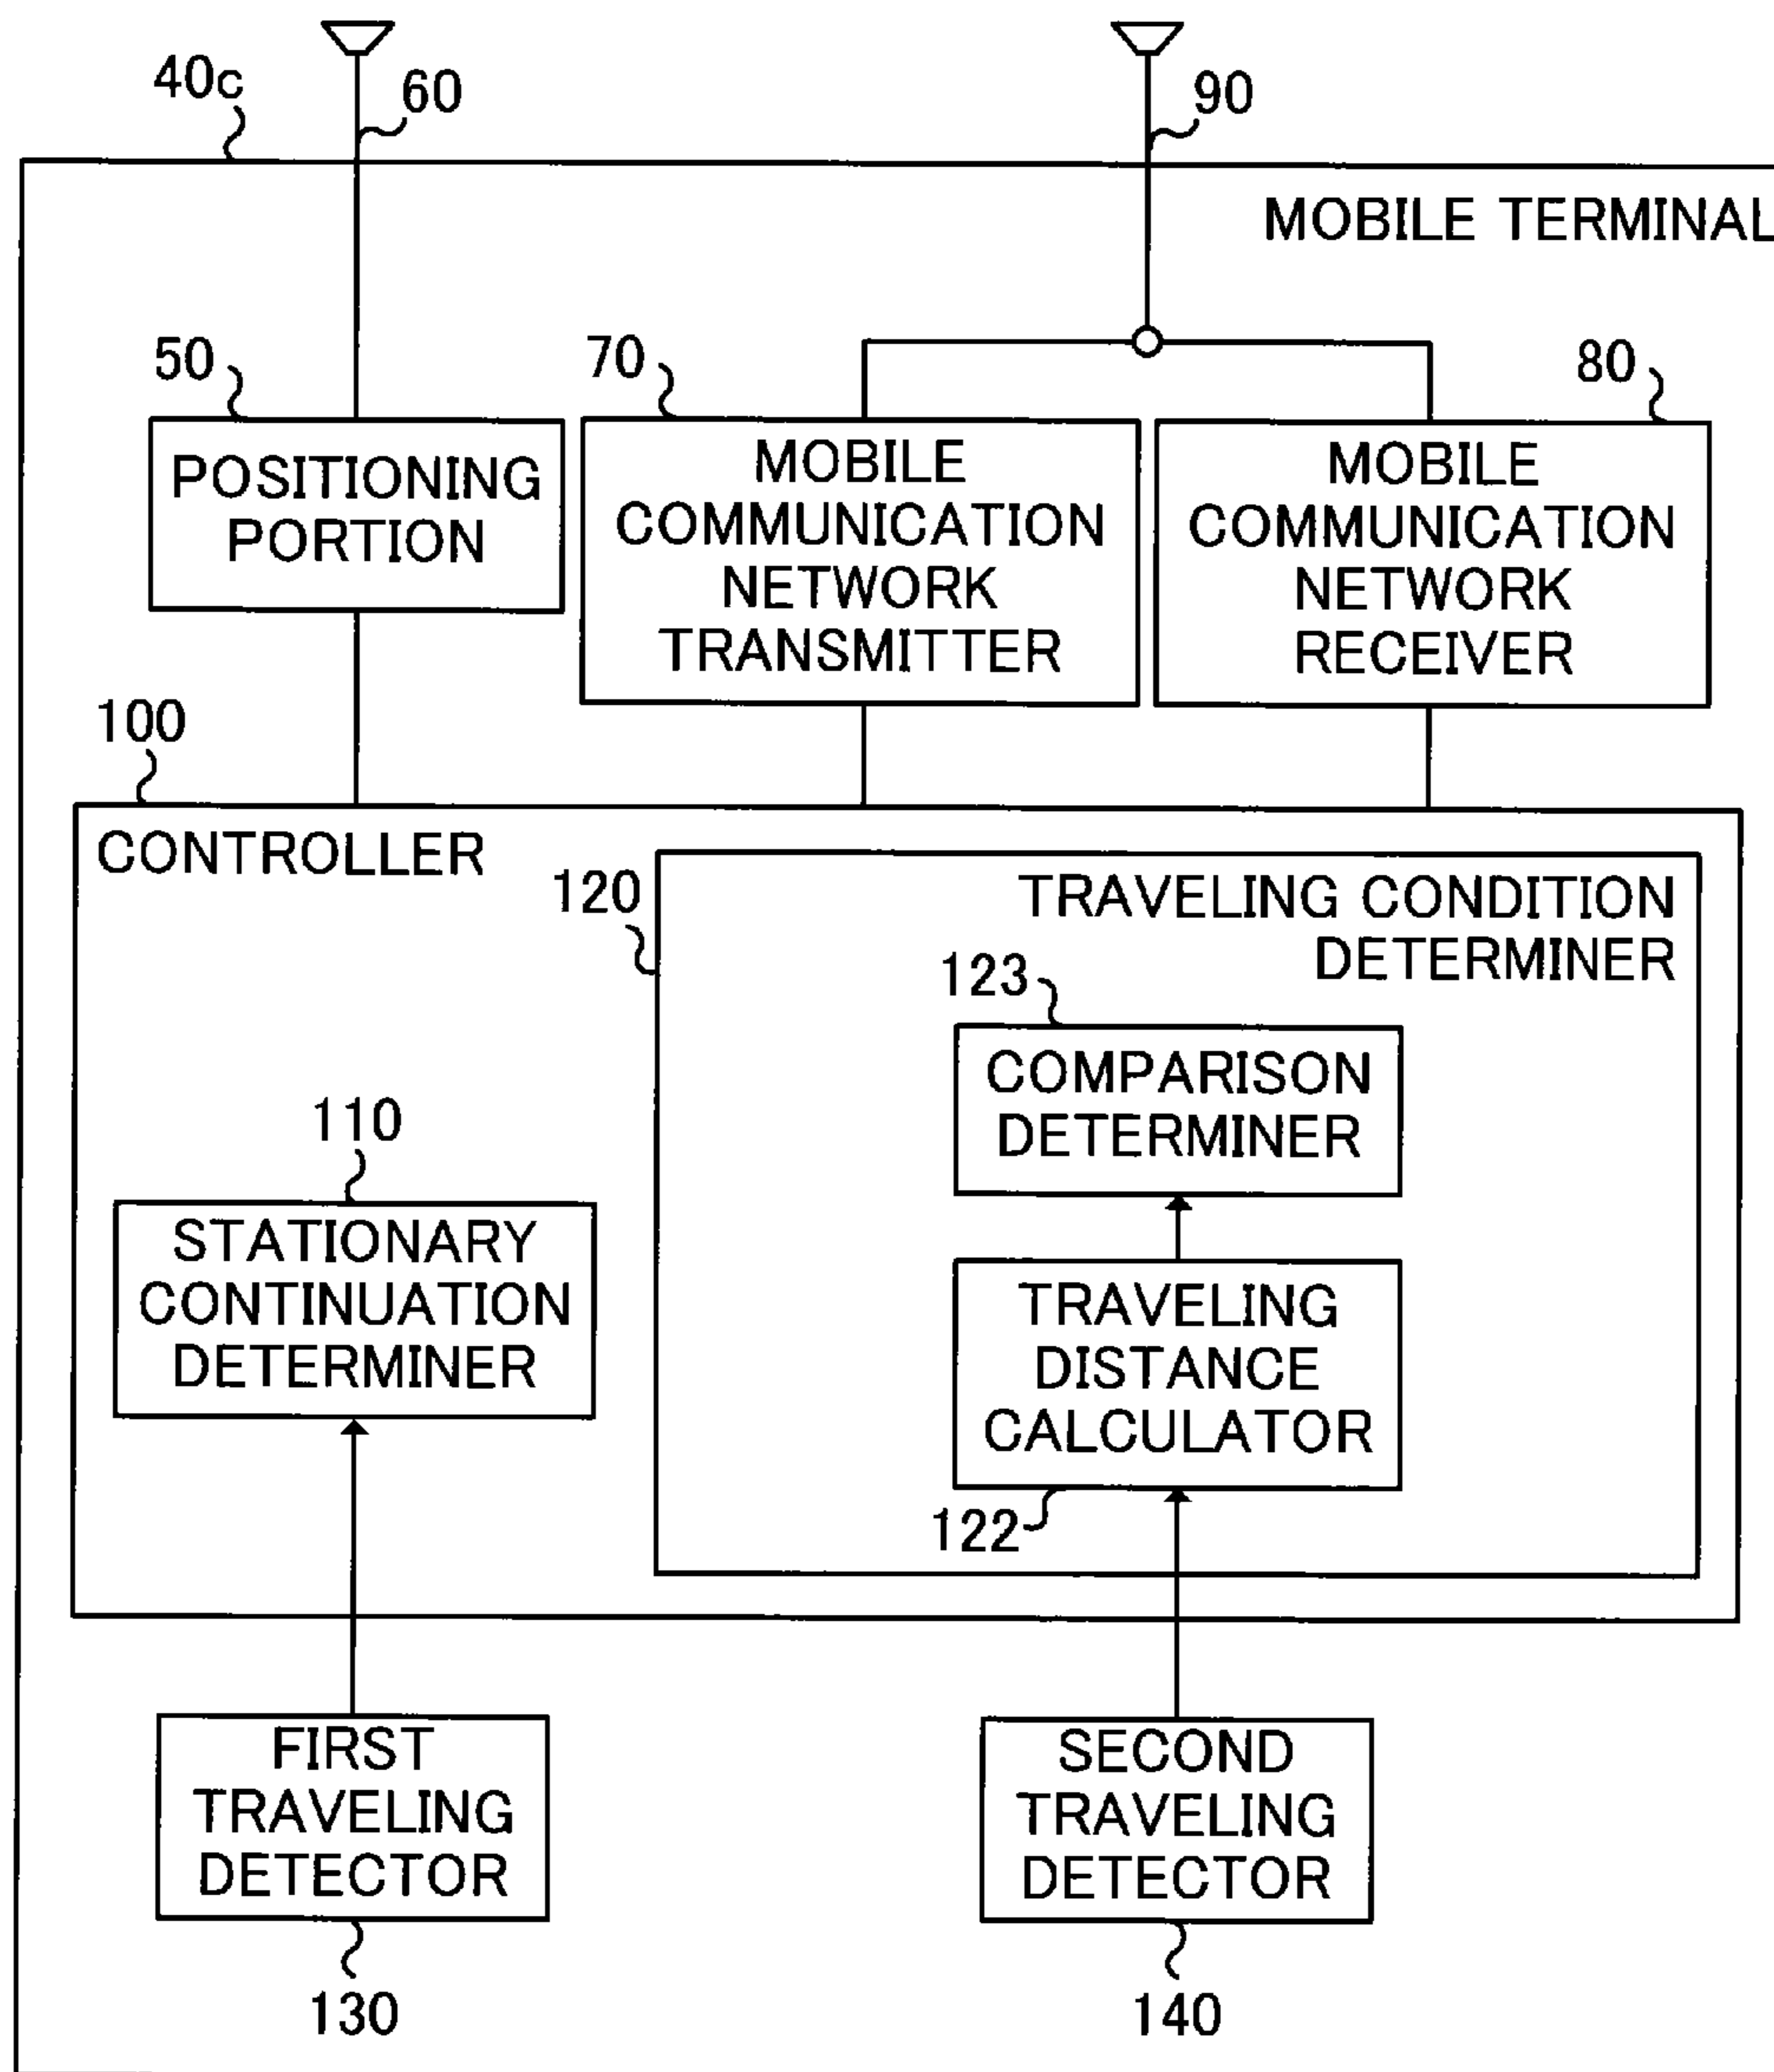 40c
60
90
MOBILE TERMINAL
50
70
80
POSITIONING
PORTION
MOBILE
COMMUNICATION
NETWORK
TRANSMITTER
MOBILE
COMMUNICATION
NETWORK
RECEIVER
100
CONTROLLER
120
TRAVELING CONDITION
DETERMINER
123
COMPARISON
DETERMINER
110
STATIONARY
CONTINUATION
DETERMINER
TRAVELING
DISTANCE
CALCULATOR
122
FIRST
TRAVELING
DETECTOR
SECOND
TRAVELING
DETECTOR
130
140